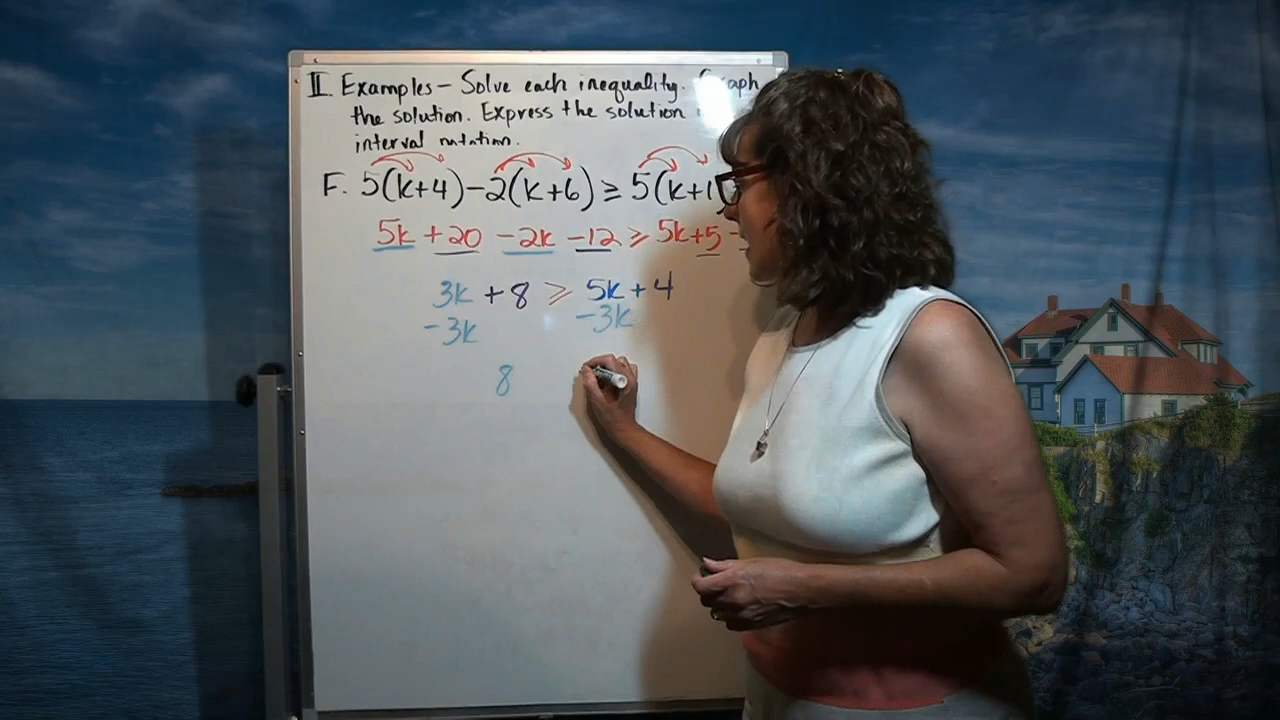 II. Examples – Solve each inequality. Graph
the solution. Express the solution
interval notation.
F. 5(k+4)-2(k+6) ≥ 5(k+1)
5k +20 -2k -12 ≥ 5k+5 -
3k + 8 ≥ 5k + 4
-3k -3k
8